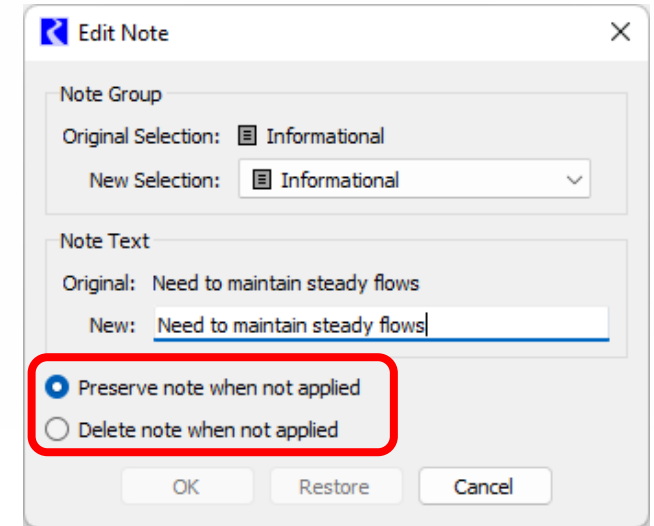 Edit Note
Note Group
Original Selection: Informational
New Selection: Informational
Note Text
Original: Need to maintain steady flows
New: Need to maintain steady flows
Preserve note when not applied
Delete note when not applied
OK Restore Cancel